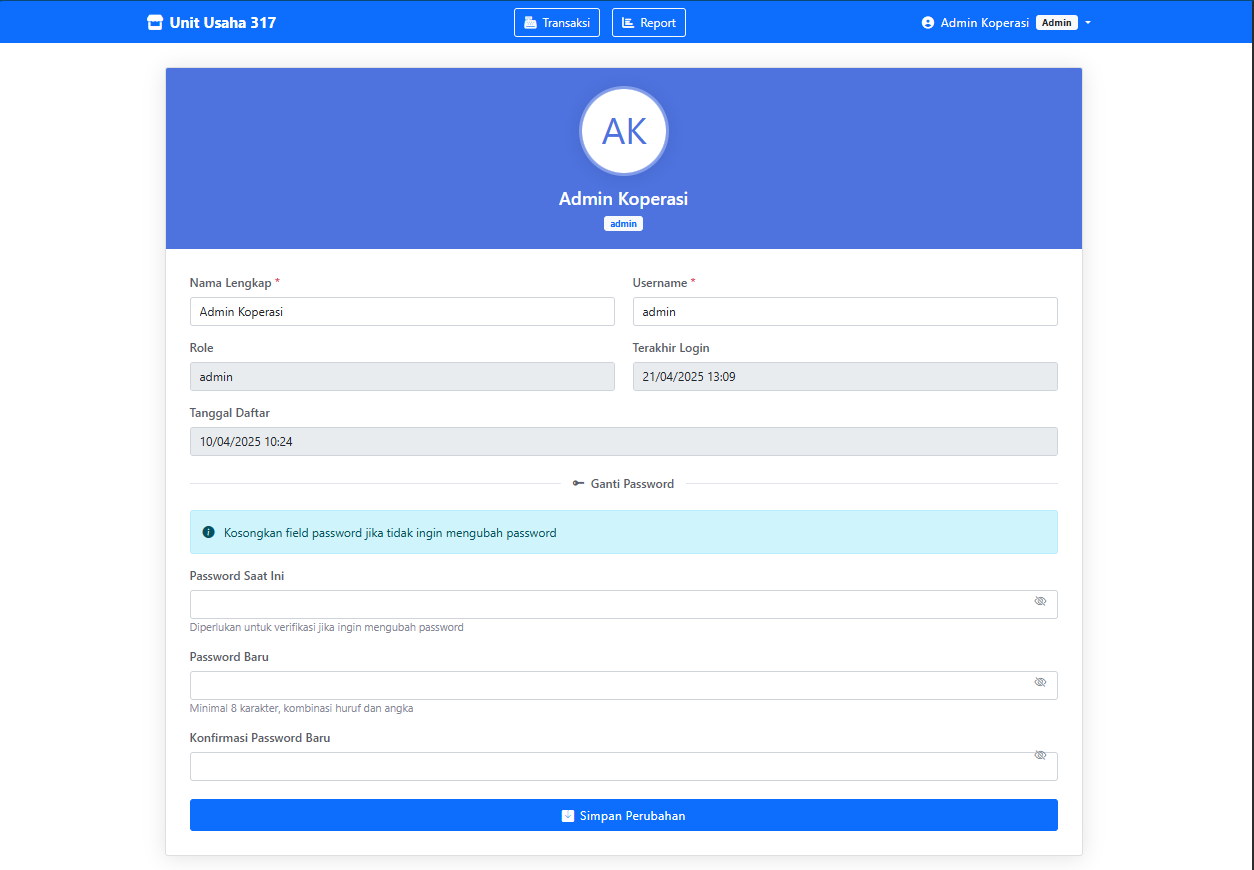 Unit Usaha 317
Transaksi
Report
Admin Koperasi Admin
AK
Admin Koperasi
admin
Nama Lengkap *
Username *
Admin Koperasi
admin
Role
Terakhir Login
admin
21/04/2025 13:09
Tanggal Daftar
10/04/2025 10:24
Ganti Password
Kosongkan field password jika tidak ingin mengubah password
Password Saat Ini
Diperlukan untuk verifikasi jika ingin mengubah password
Password Baru
Minimal 8 karakter, kombinasi huruf dan angka
Konfirmasi Password Baru
Simpan Perubahan